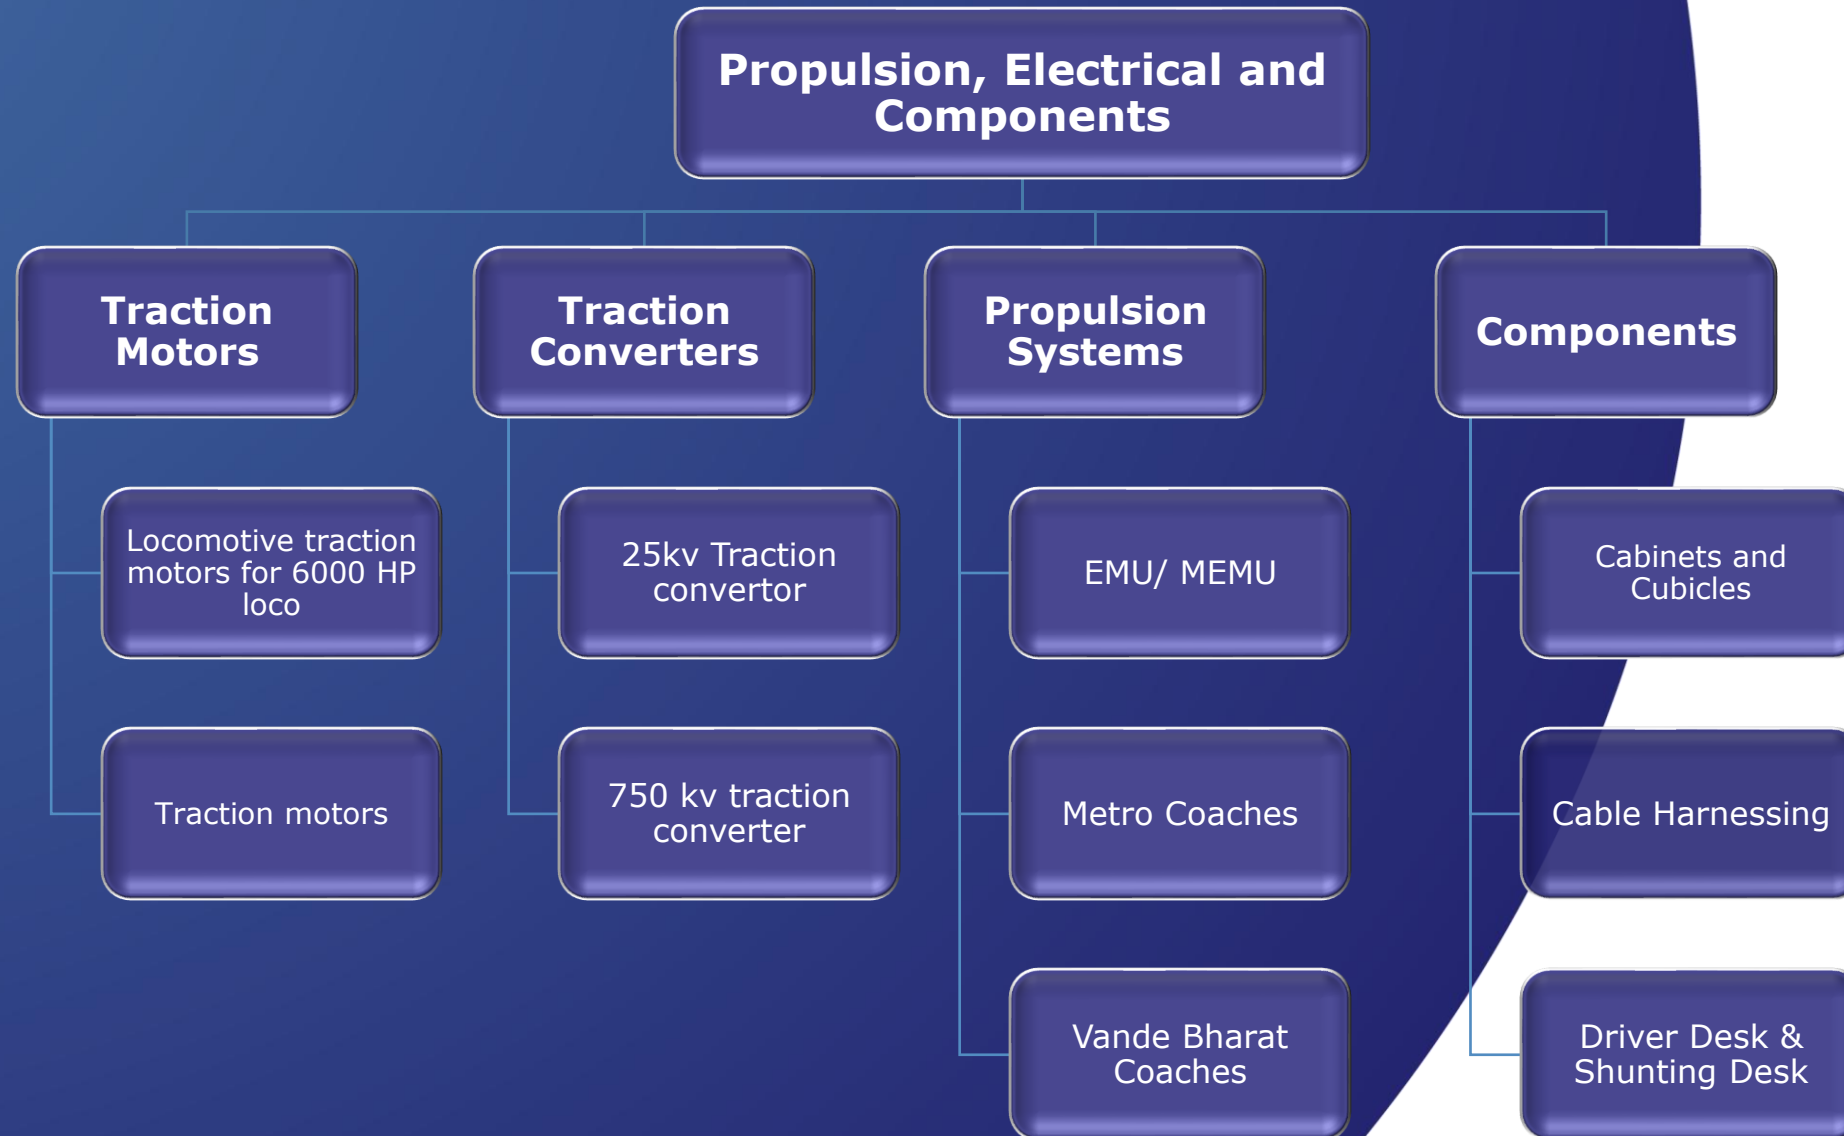 Propulsion, Electrical and
Components
Traction
Motors
Traction
Converters
Propulsion
Systems
Components
Locomotive traction
motors for 6000 HP
loco
25kv Traction
convertor
EMU/ MEMU
Cabinets and
Cubicles
Traction motors
750 kv traction
converter
Metro Coaches
Cable Harnessing
Vande Bharat
Coaches
Driver Desk &
Shunting Desk